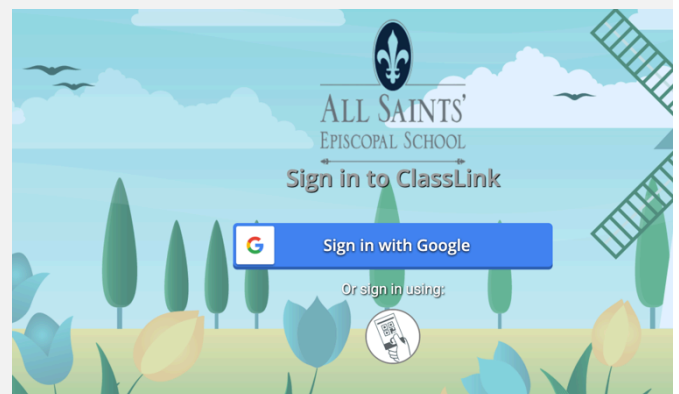 ALL SAINTS'
EPISCOPAL SCHOOL
Sign in to ClassLink
Sign in with Google
Or sign in using: